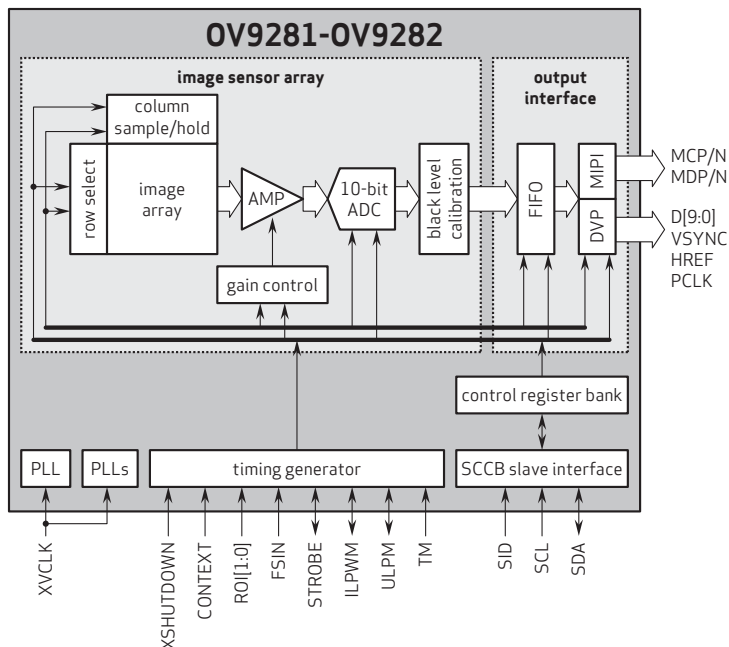 OV9281-OV9282
image sensor array
output
interface
column
sample/hold
row select
image
array
AMP
10-bit
ADC
black level
calibration
FIFO
MIPI
DVP
MCP/N
MDP/N
D[9:0]
VSYNC
HREF
PCLK
gain control
control register bank
PLL
PLLs
timing generator
SCCB slave interface
XVCLK
XSHUTDOWN
CONTEXT
ROI[1:0]
FSIN
STROBE
ILPWM
ULPM
TM
SID
SCL
SDA